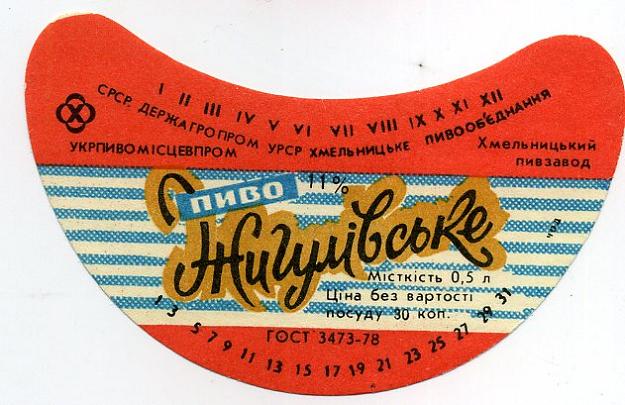 I II III IV V VI VII VIII IX X XI XII
СРСР. ДЕРЖАГРОПРОМ УРСР ХМЕЛЬНИЦЬКЕ ПИВООБ'ЄДНАННЯ
УКРПИВОМІСЦЕВПРОМ
Хмельницький
пивзавод
ПИВО 11%
Жигулівське
Місткість 0,5 л
Ціна без вартості
посуду 30 коп.
1 3 5 7 9 11 13 15 17 19 21 23 25 27 29 31
ГОСТ 3473-78